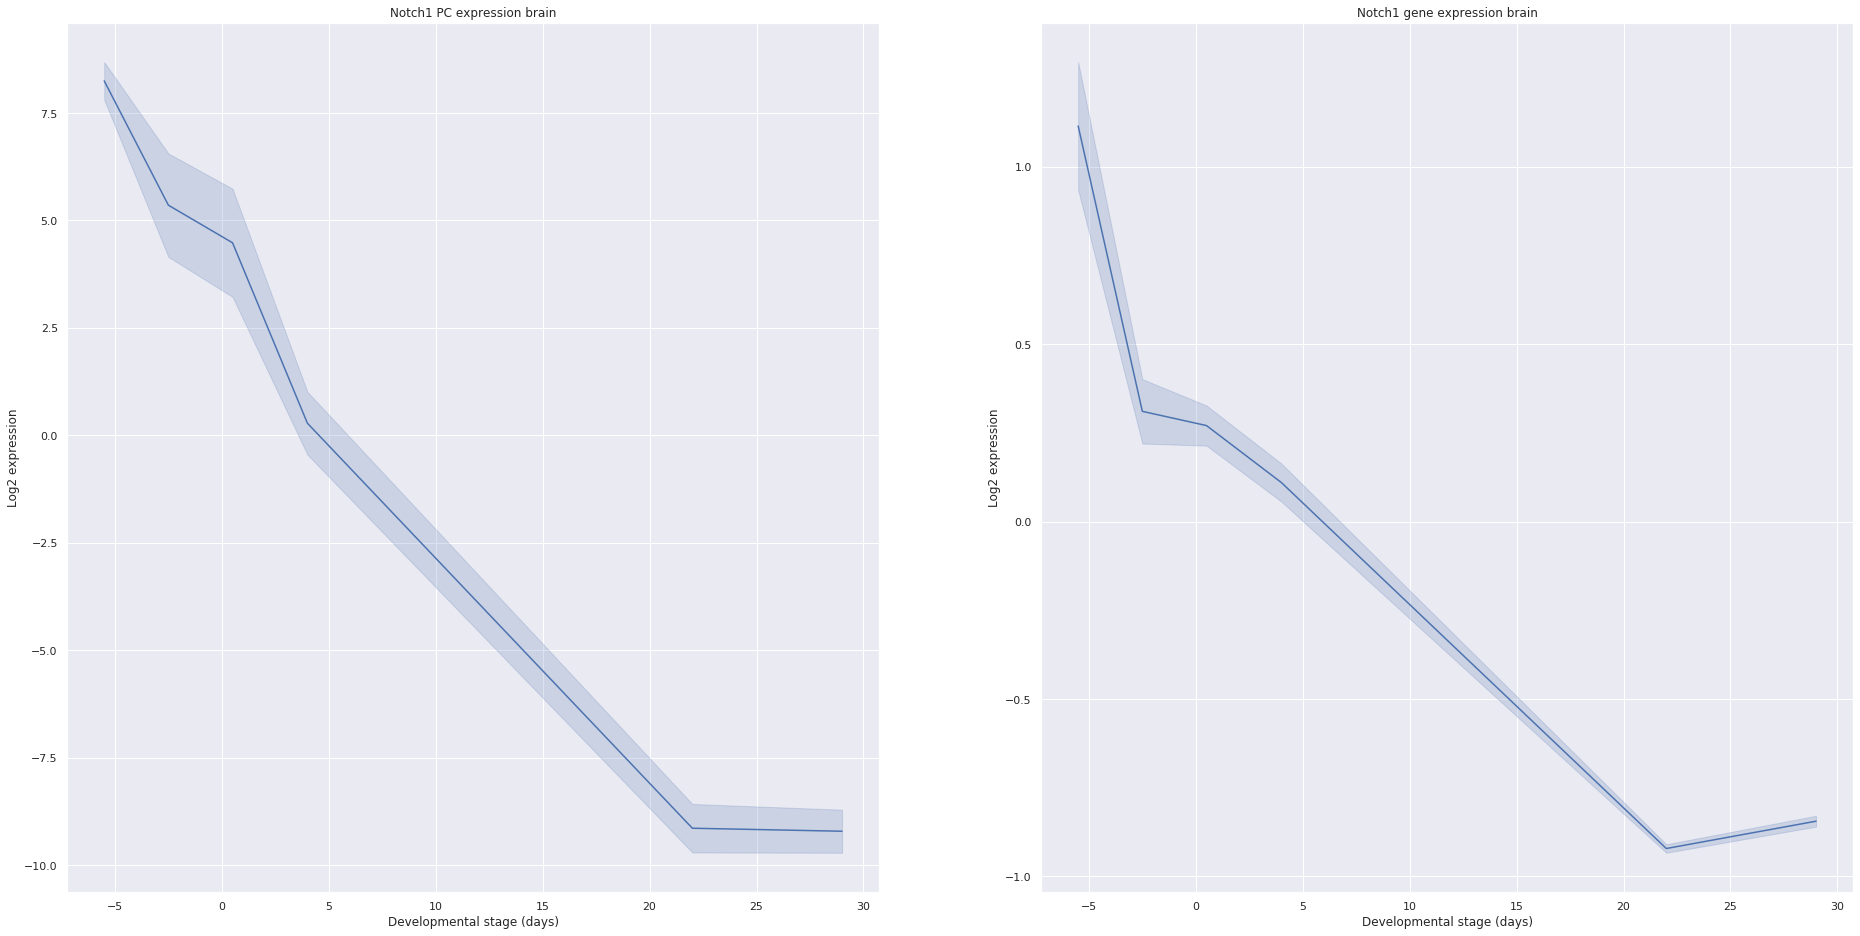 Notch1 PC expression brain
Log2 expression
7.5
5.0
2.5
0.0
−2.5
−5.0
−7.5
−10.0
−5 0 5 10 15 20 25 30
Developmental stage (days)
Notch1 gene expression brain
Log2 expression
1.0
0.5
0.0
−0.5
−1.0
−5 0 5 10 15 20 25 30
Developmental stage (days)